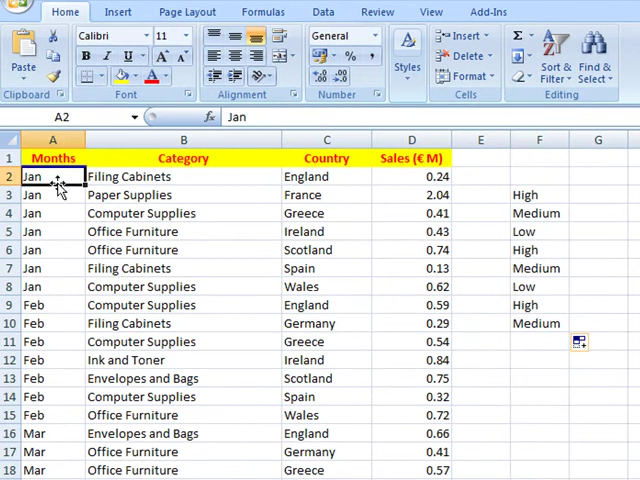 Home Insert Page Layout Formulas Data Review View Add-Ins
Calibri 11 General Σ Insert
Paste B I U A A % , Styles Delete Sort & Find &
A Format Filter Select
Clipboard Font Alignment Number Cells Editing
A2 fx Jan
A B C D E F G
1 Months Category Country Sales (€ M)
2 Jan Filing Cabinets England 0.24
3 Jan Paper Supplies France 2.04 High
4 Jan Computer Supplies Greece 0.41 Medium
5 Jan Office Furniture Ireland 0.43 Low
6 Jan Office Furniture Scotland 0.74 High
7 Jan Filing Cabinets Spain 0.13 Medium
8 Jan Computer Supplies Wales 0.62 Low
9 Feb Computer Supplies England 0.59 High
10 Feb Filing Cabinets Germany 0.29 Medium
11 Feb Computer Supplies Greece 0.54
12 Feb Ink and Toner Ireland 0.84
13 Feb Envelopes and Bags Scotland 0.75
14 Feb Computer Supplies Spain 0.32
15 Feb Office Furniture Wales 0.72
16 Mar Envelopes and Bags England 0.66
17 Mar Office Furniture Germany 0.41
18 Mar Office Furniture Greece 0.57